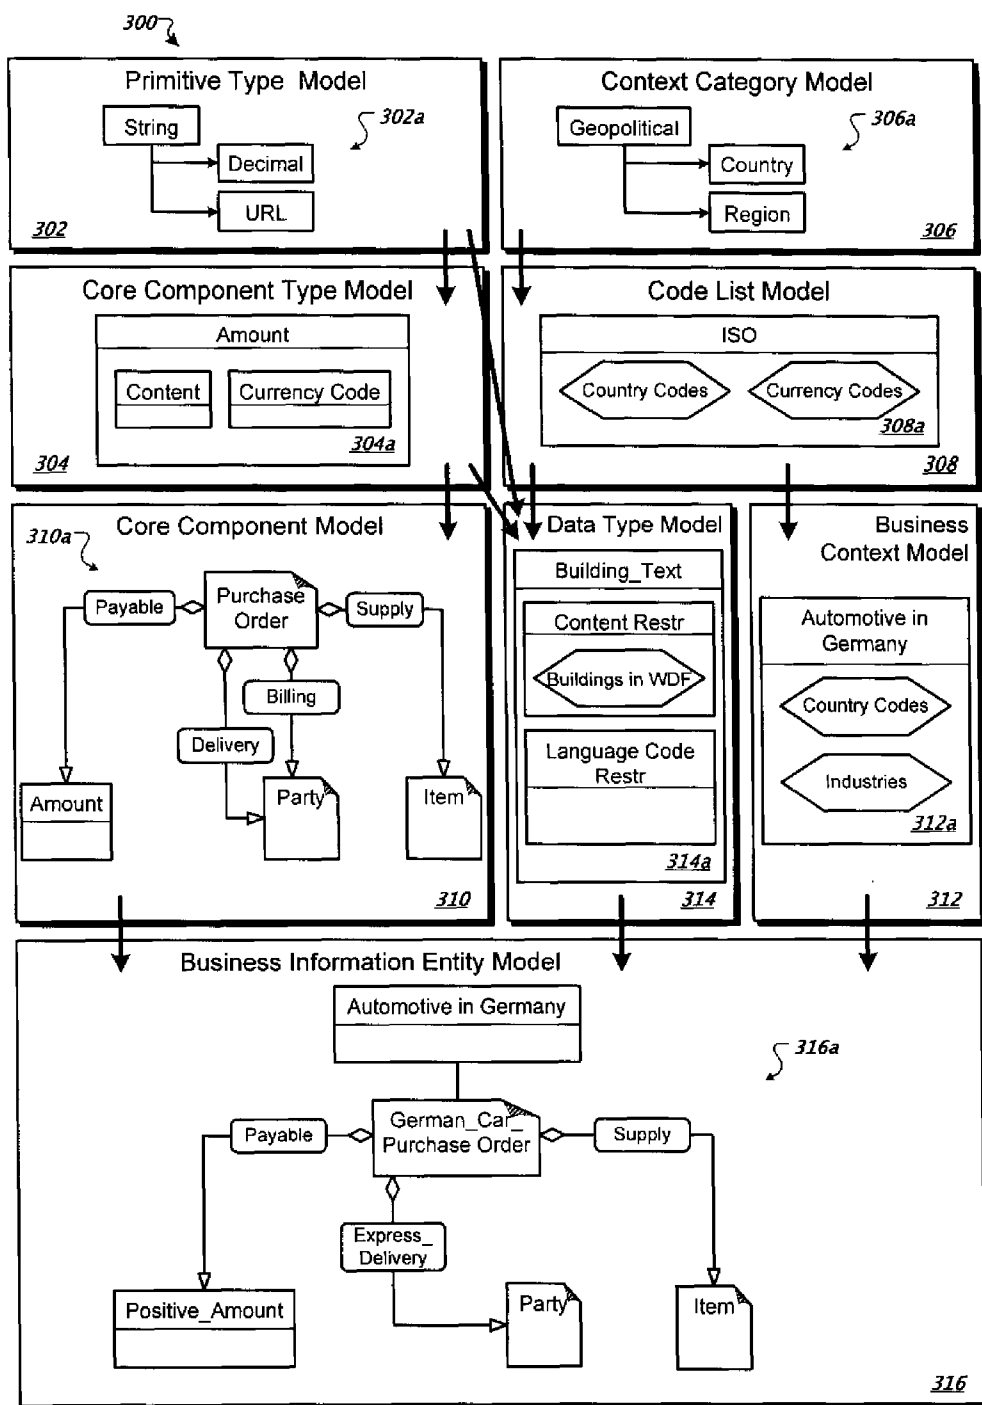 300
Primitive Type Model
String
302a
Decimal
URL
302
Context Category Model
Geopolitical
306a
Country
Region
306
Core Component Type Model
Amount
Content
Currency Code
304a
304
Code List Model
ISO
Country Codes
Currency Codes
308a
308
Core Component Model
310a
Payable
Purchase
Order
Supply
Billing
Delivery
Amount
Party
Item
310
Data Type Model
Building_Text
Content Restr
Buildings in WDF
Language Code
Restr
314a
314
Business
Context Model
Automotive in
Germany
Country Codes
Industries
312a
312
Business Information Entity Model
Automotive in Germany
316a
Payable
German_Car_
Purchase Order
Supply
Express_
Delivery
Positive_Amount
Party
Item
316